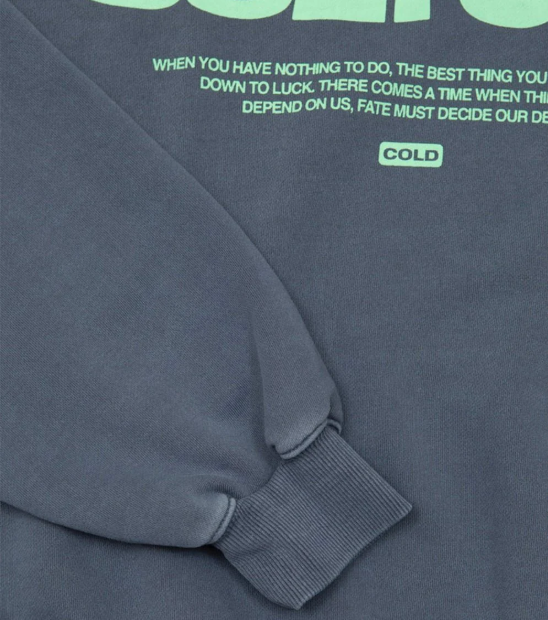 WHEN YOU HAVE NOTHING TO DO, THE BEST THING YOU
DOWN TO LUCK. THERE COMES A TIME WHEN
DEPEND ON US, FATE MUST DECIDE OUR
COLD